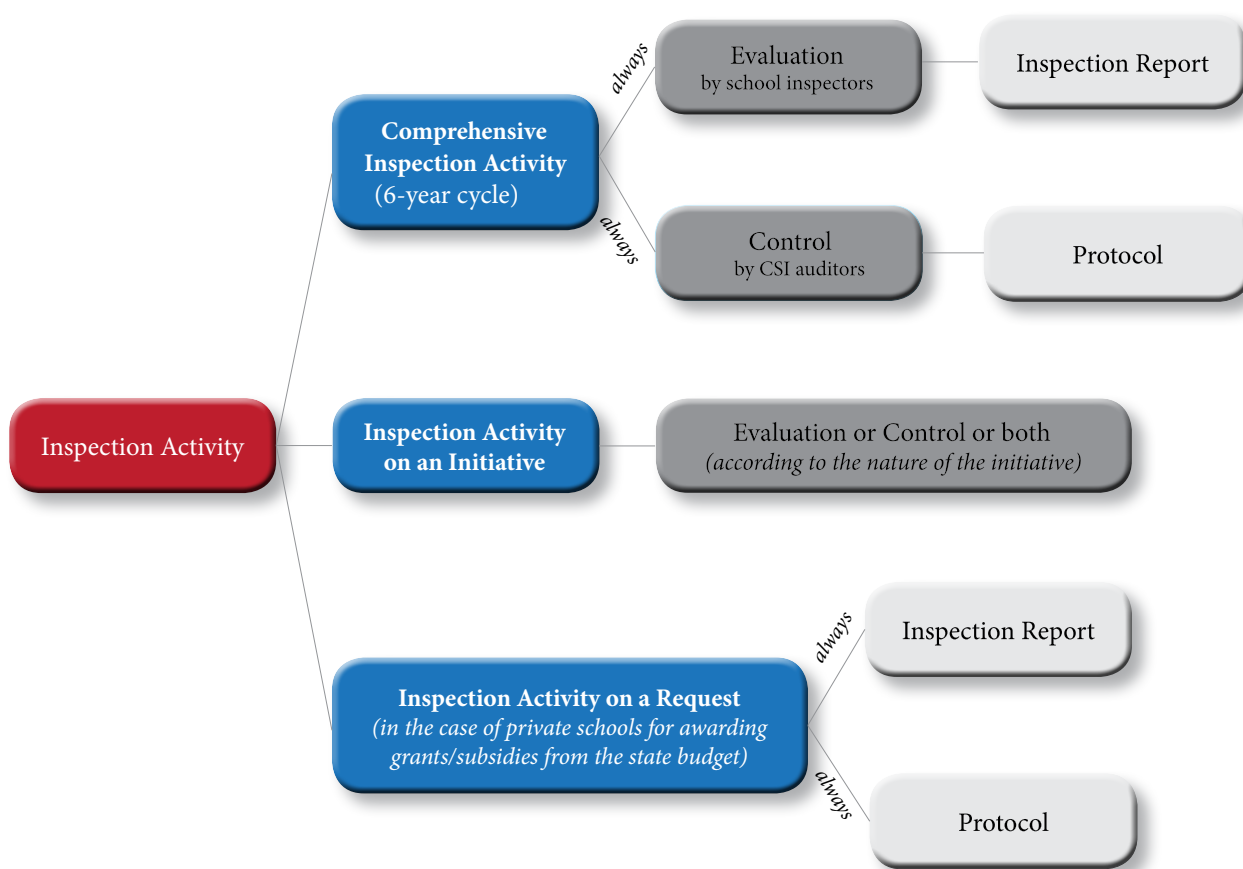 always
Evaluation
by school inspectors
Inspection Report
Comprehensive
Inspection Activity
(6-year cycle)
always
Control
by CSI auditors
Protocol
Inspection Activity
Inspection Activity
on an Initiative
Evaluation or Control or both
(according to the nature of the initiative)
always
Inspection Report
Inspection Activity on a Request
(in the case of private schools for awarding
grants/subsidies from the state budget)
always
Protocol